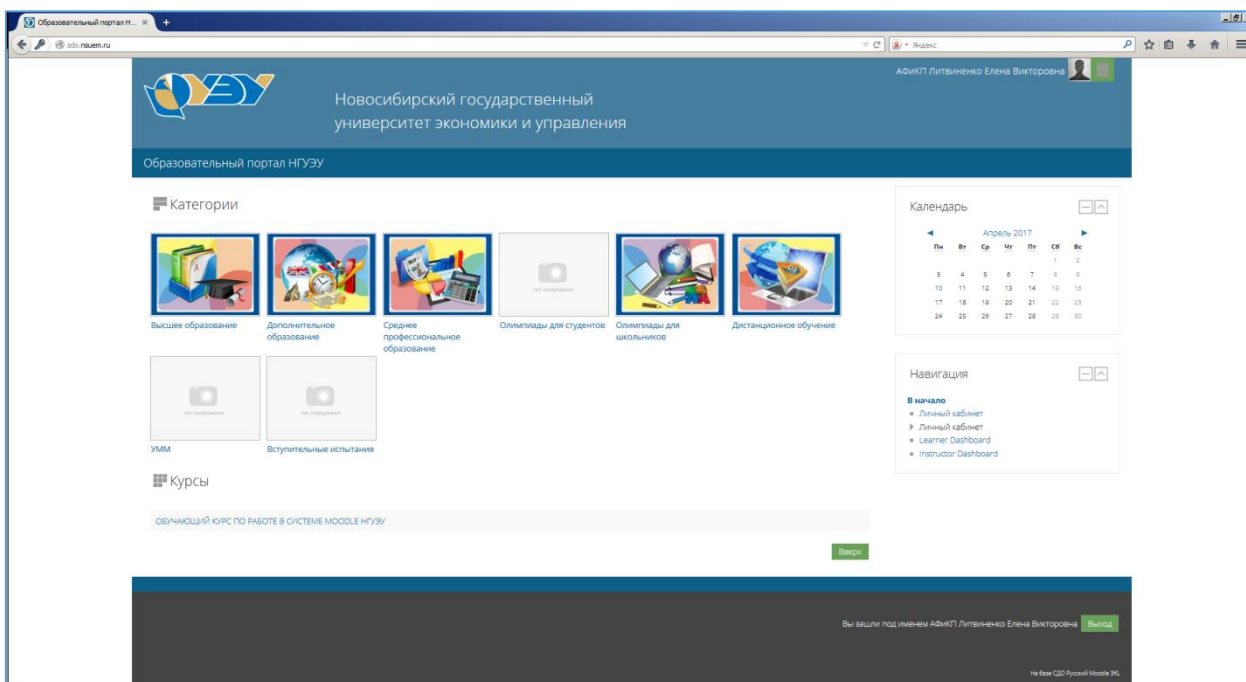 Образовательный портал Н...
sdo.nsuem.ru
Яндекс
АФиКП Литвиненко Елена Викторовна
Новосибирский государственный
университет экономики и управления
Образовательный портал НГУЭУ
Категории
Высшее образование
Дополнительное
образование
Среднее
профессиональное
образование
Олимпиады для студентов
Олимпиады для
школьников
Дистанционное обучение
УММ
Вступительные испытания
Курсы
ОБУЧАЮЩИЙ КУРС ПО РАБОТЕ В СИСТЕМЕ MOODLE НГУЭУ
Вверх
Календарь
Апрель 2017
Пн Вт Ср Чт Пт Сб Вс
1 2
3 4 5 6 7 8 9
10 11 12 13 14 15 16
17 18 19 20 21 22 23
24 25 26 27 28 29 30
Навигация
В начало
Личный кабинет
Личный кабинет
Learner Dashboard
Instructor Dashboard
Вы зашли под именем АФиКП Литвиненко Елена Викторовна Выход
На базе СДО Русский Moodle 3KL